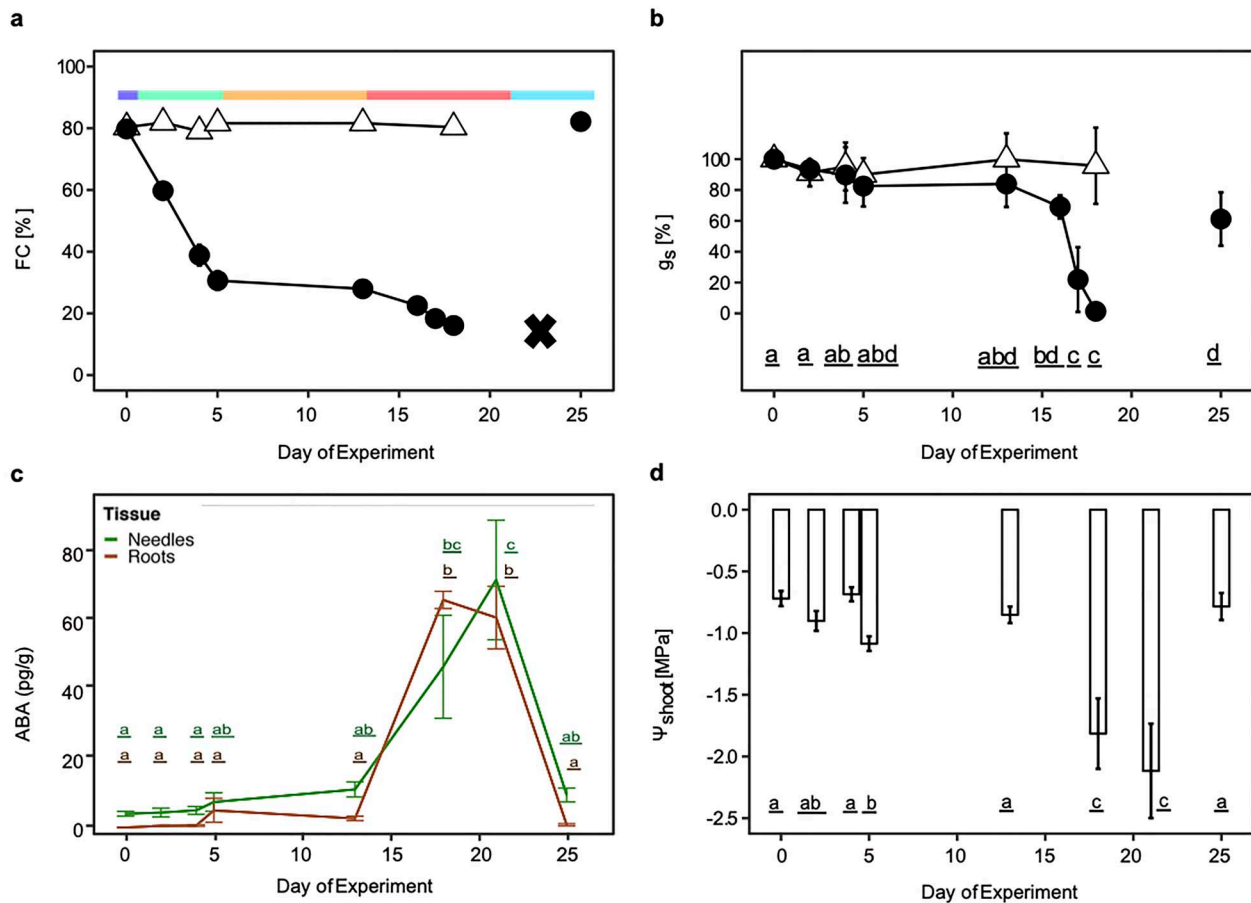 a
100
80
60
40
20
0
FC [%]
0 5 10 15 20 25
Day of Experiment
b
100
80
60
40
20
0
gs [%]
a a ab abd abd bd c c d
0 5 10 15 20 25
Day of Experiment
c
Tissue
Needles
Roots
80
60
40
20
0
ABA (pg/g)
bc c
b b
a a a ab ab ab
a a a a a a
0 5 10 15 20 25
Day of Experiment
d
0.0
-0.5
-1.0
-1.5
-2.0
-2.5
Ψshoot [MPa]
a ab a b a c c a
0 5 10 15 20 25
Day of Experiment